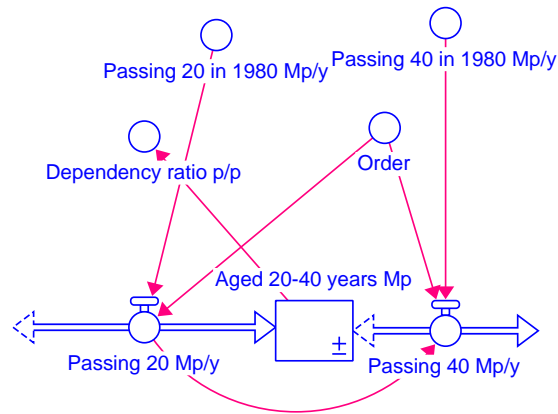 Passing 20 in 1980 Mp/y
Passing 40 in 1980 Mp/y
Dependency ratio p/p
Order
Aged 20-40 years Mp
±
Passing 20 Mp/y
Passing 40 Mp/y